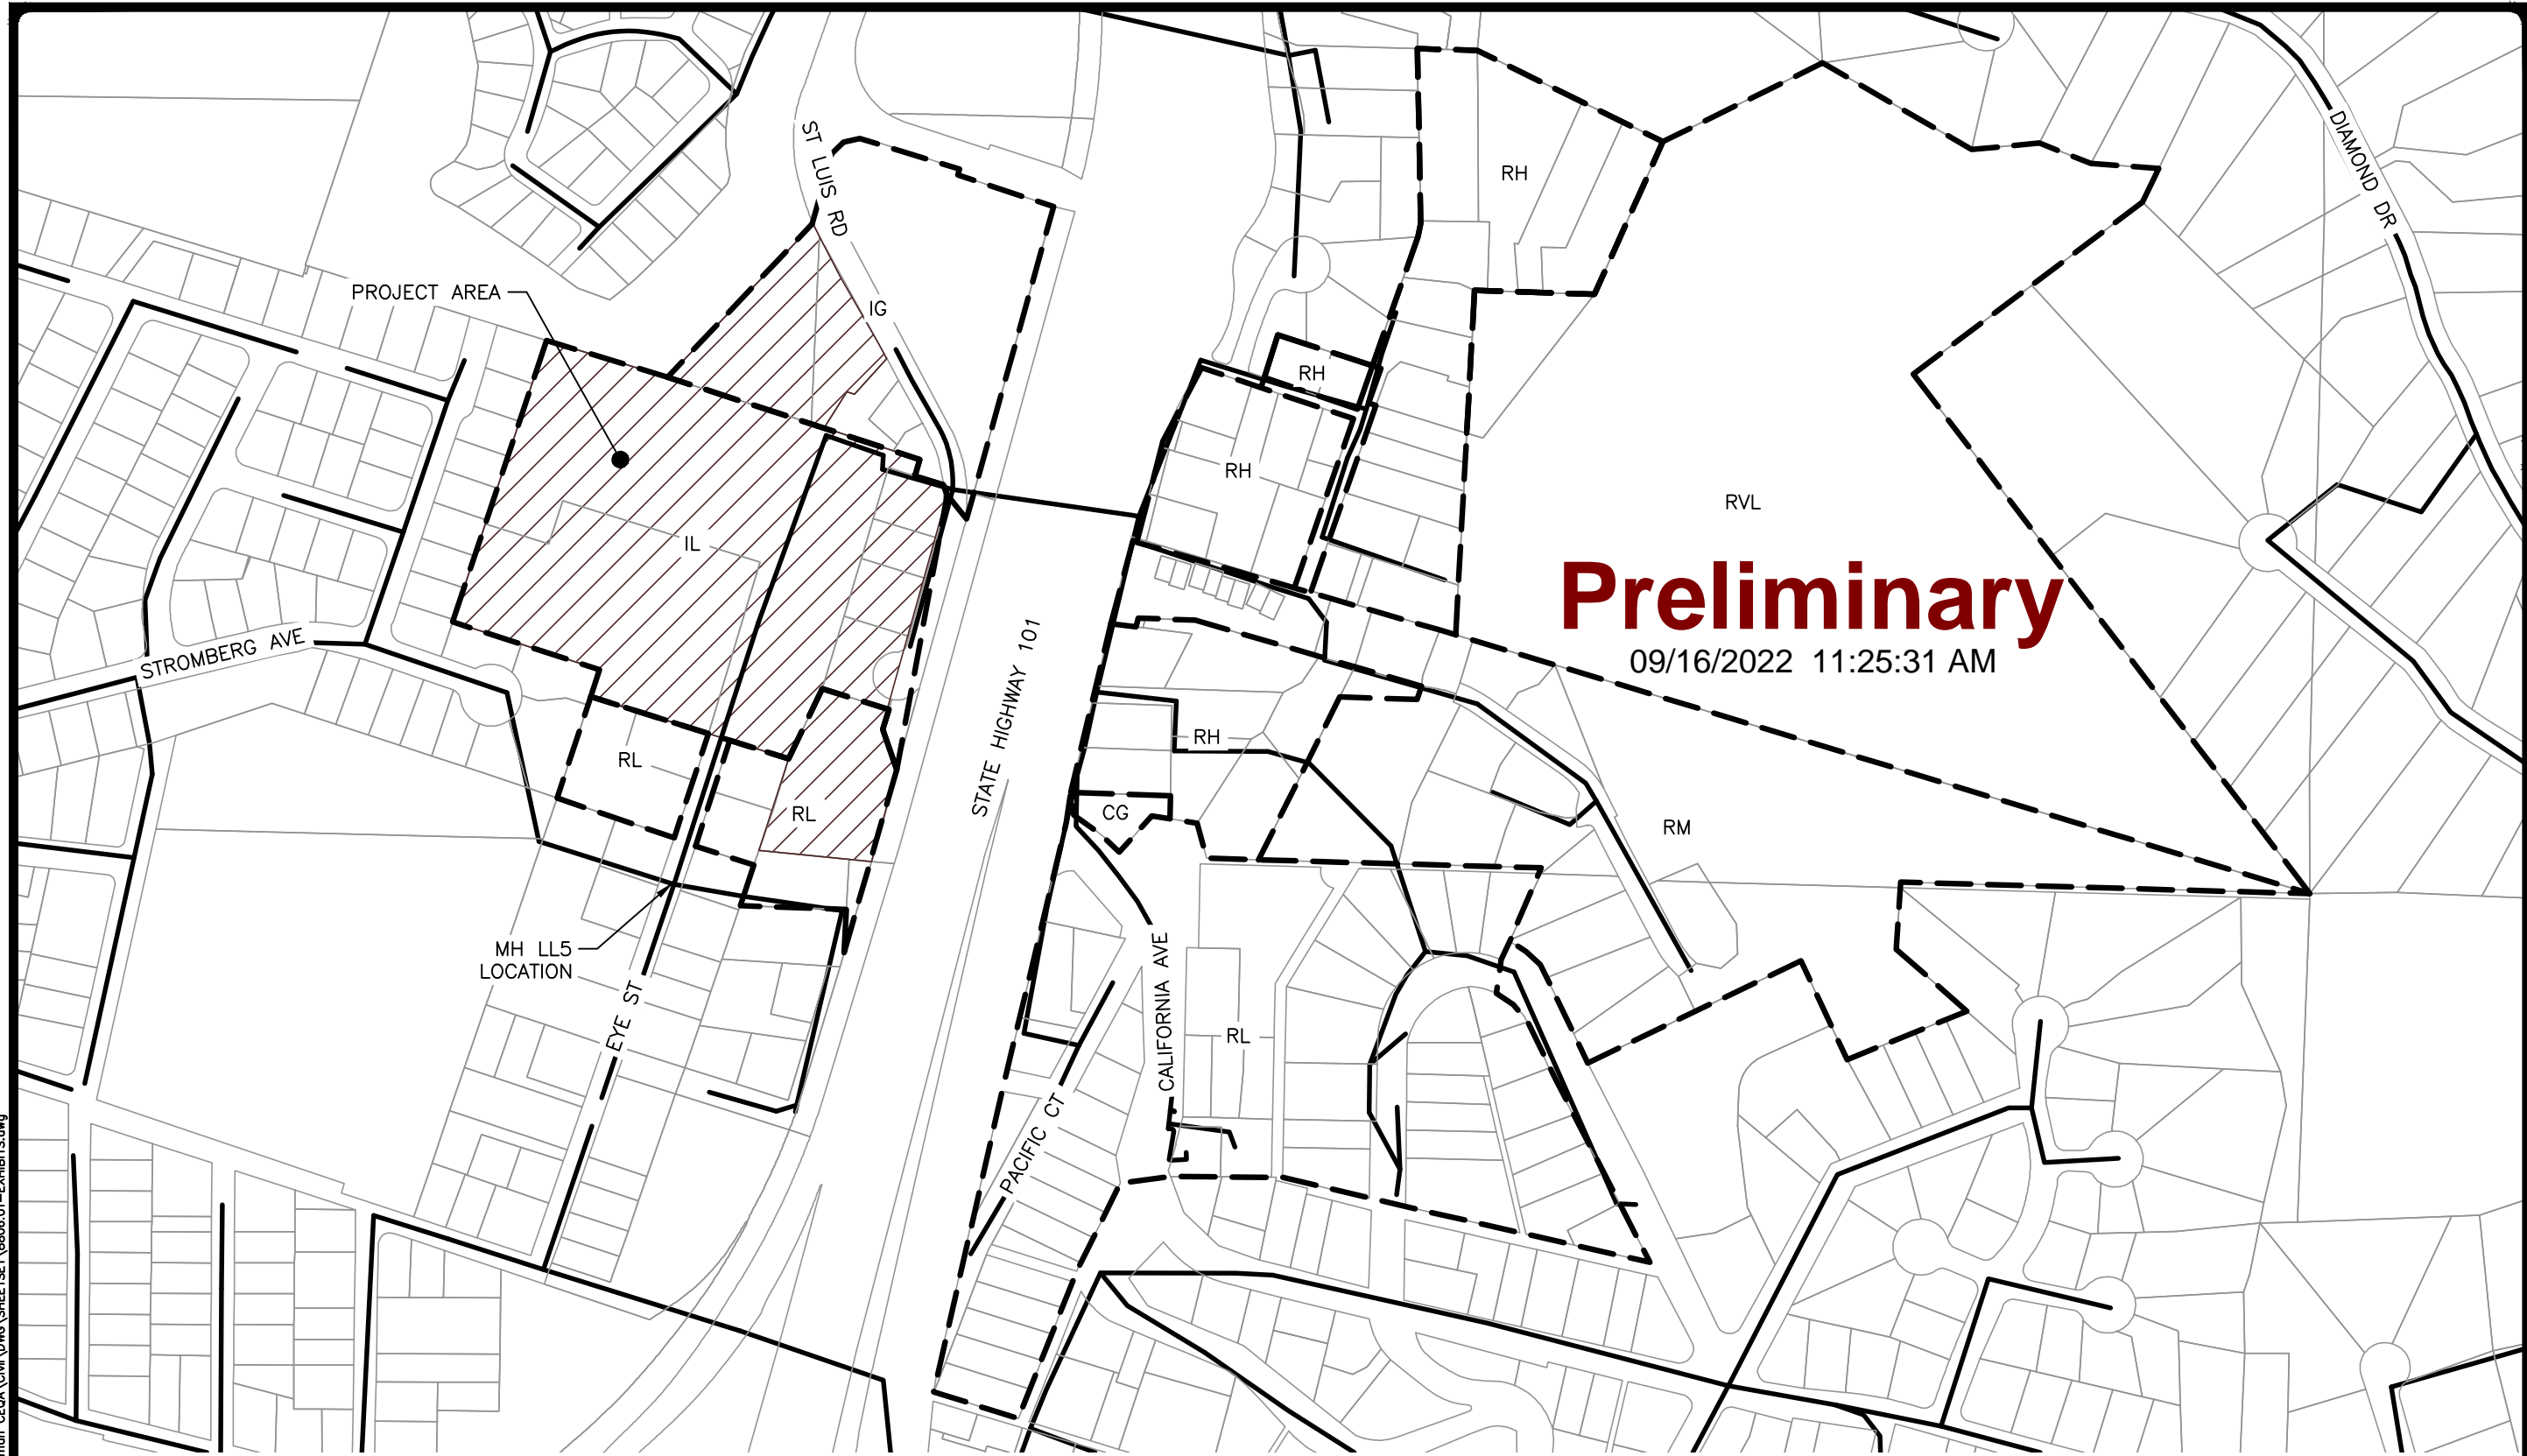 ST LUIS RD
DIAMOND DR
RH
PROJECT AREA
IG
RH
RH
RVL
IL
Preliminary
09/16/2022 11:25:31 AM
STROMBERG AVE
STATE HIGHWAY 101
RL
RH
RL
CG
RM
MH LL5
LOCATION
EYE ST
CALIFORNIA AVE
RL
PACIFIC CT